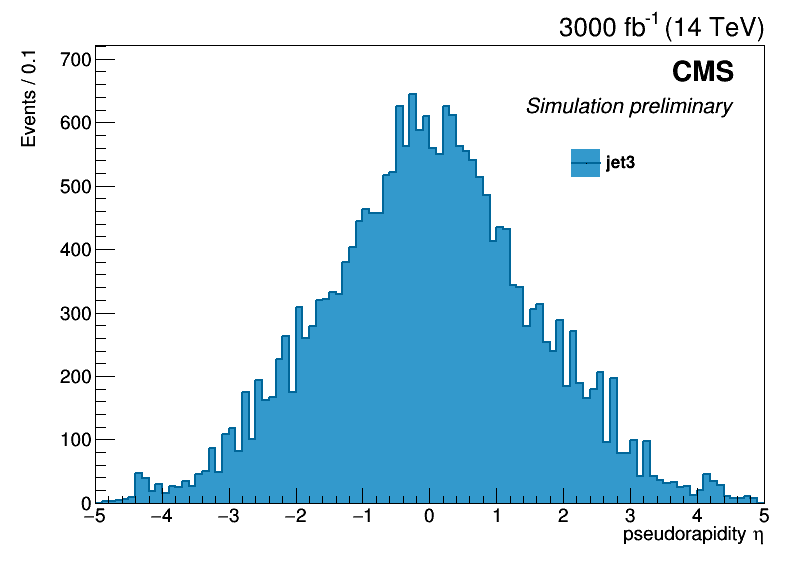 3000 fb-1 (14 TeV)
CMS
Simulation preliminary
jet3
Events / 0.1
700
600
500
400
300
200
100
0
−5 −4 −3 −2 −1 0 1 2 3 4 5
pseudorapidity η